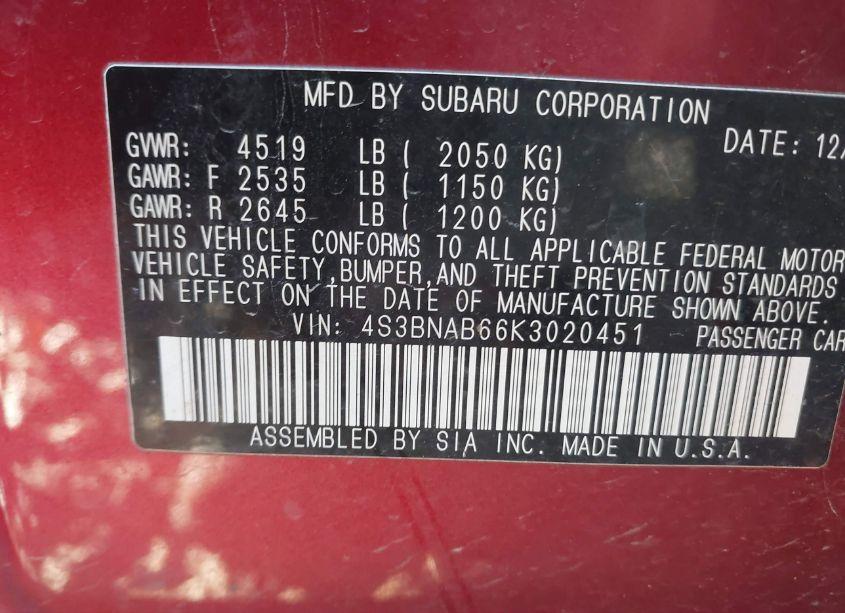 MFD BY SUBARU CORPORATION
DATE: 12/
GVWR: 4519 LB ( 2050 KG)
GAWR: F 2535 LB ( 1150 KG)
GAWR: R 2645 LB ( 1200 KG)
THIS VEHICLE CONFORMS TO ALL APPLICABLE FEDERAL MOTOR
VEHICLE SAFETY,BUMPER,AND THEFT PREVENTION STANDARDS
IN EFFECT ON THE DATE OF MANUFACTURE SHOWN ABOVE.
VIN: 4S3BNAB66K3020451 PASSENGER CAR
ASSEMBLED BY SIA INC. MADE IN U.S.A.